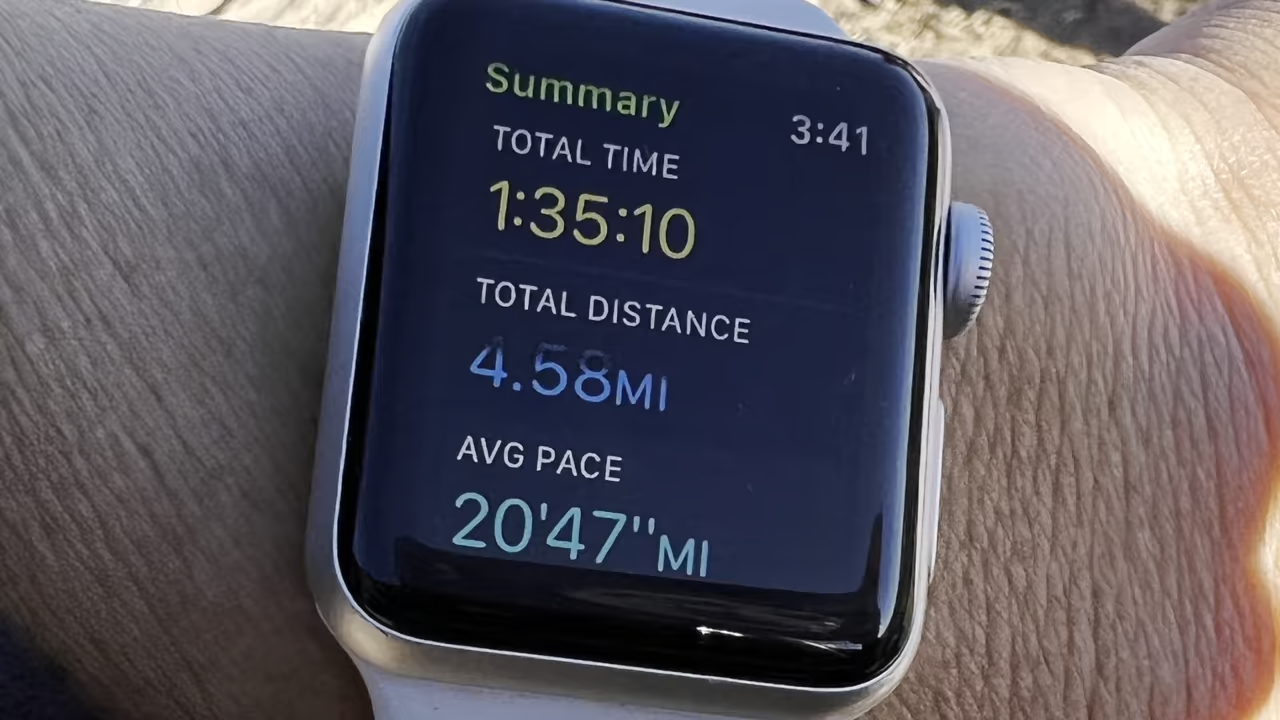 Summary
3:41
TOTAL TIME
1:35:10
TOTAL DISTANCE
4.58MI
AVG PACE
20'47''MI